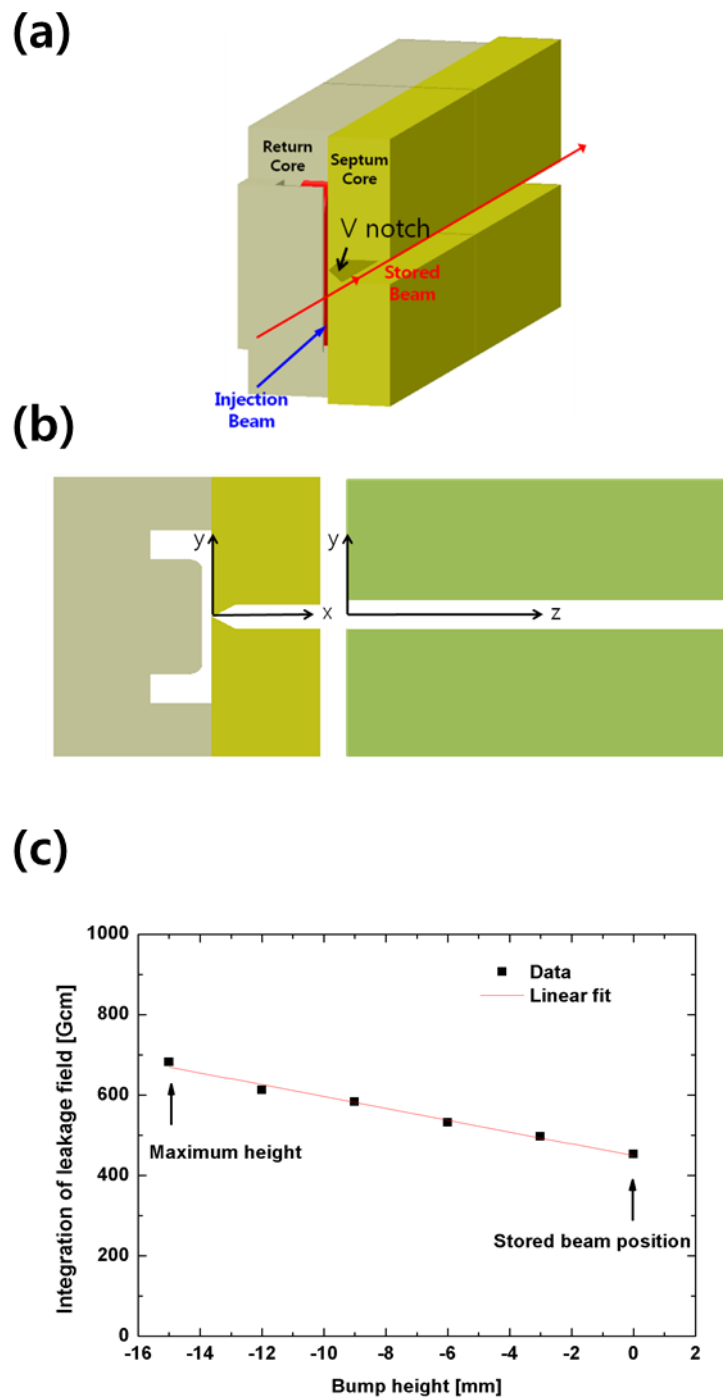 (a)
Return
Core
Septum
Core
V notch
Stored
Beam
Injection
Beam
(b)
y
x
y
z
(c)
1000
800
600
400
200
0
Integration of leakage field [Gcm]
Data
Linear fit
Maximum height
Stored beam position
-16
-14
-12
-10
-8
-6
-4
-2
0
2
Bump height [mm]